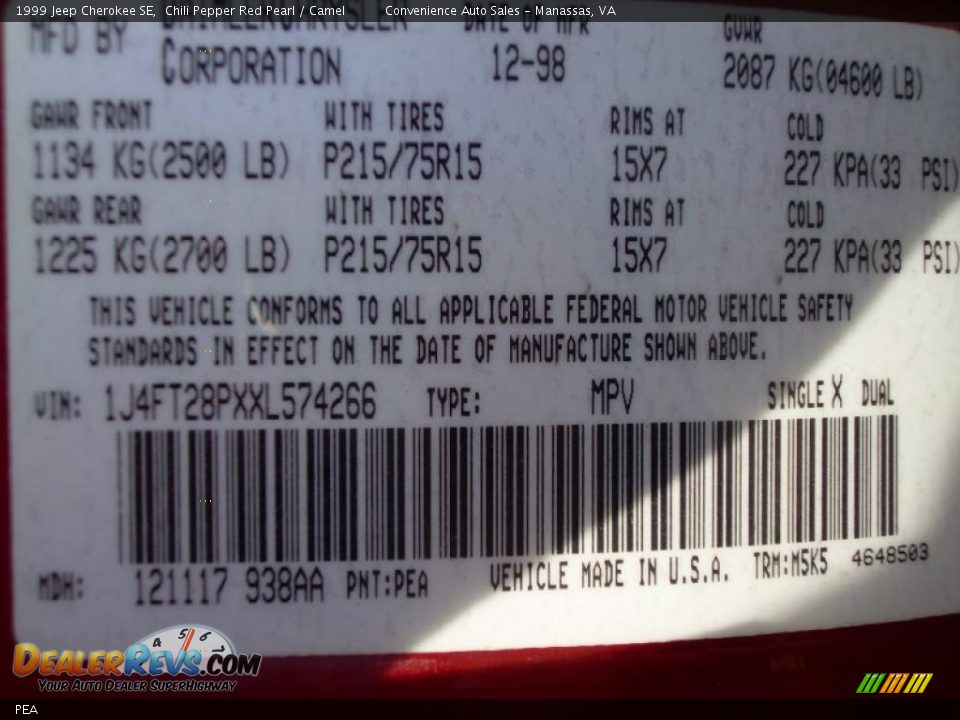 1999 Jeep Cherokee SE, Chili Pepper Red Pearl / Camel Convenience Auto Sales - Manassas, VA
MFD BY DAIMLERCHRYSLER DATE OF MFR GVWR
CORPORATION 12-98 2087 KG(04600 LB)
GAWR FRONT WITH TIRES RIMS AT COLD
1134 KG(2500 LB) P215/75R15 15X7 227 KPA(33 PSI)
GAWR REAR WITH TIRES RIMS AT COLD
1225 KG(2700 LB) P215/75R15 15X7 227 KPA(33 PSI)
THIS VEHICLE CONFORMS TO ALL APPLICABLE FEDERAL MOTOR VEHICLE SAFETY
STANDARDS IN EFFECT ON THE DATE OF MANUFACTURE SHOWN ABOVE.
VIN: 1J4FT28PXXL574266 TYPE: MPV SINGLE X DUAL
MDH: 121117 938AA PNT:PEA VEHICLE MADE IN U.S.A. TRM:M5K5 4648503
4 5 6
DEALERREVS.COM
YOUR AUTO DEALER SUPERHIGHWAY
PEA